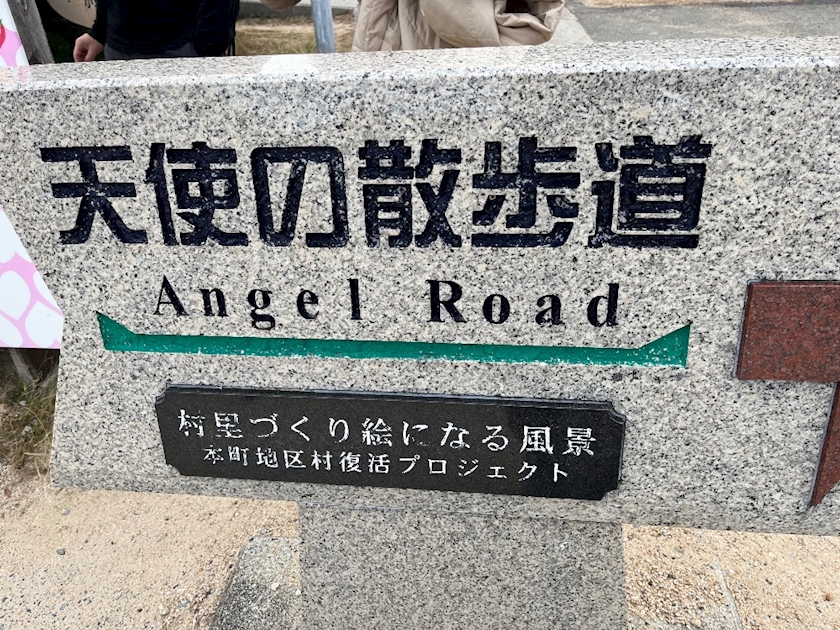 天使の散歩道
Angel Road
村里づくり絵になる風景
本町地区村復活プロジェクト